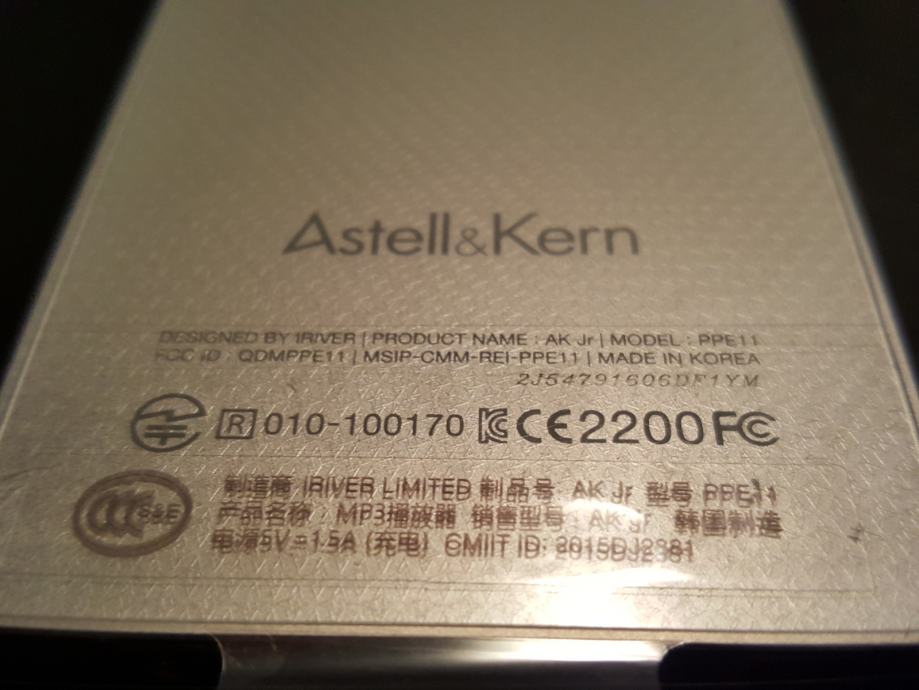 Astell&Kern
DESIGNED BY IRIVER | PRODUCT NAME : AK Jr | MODEL : PPE11
FCC ID : QDMPPE11 | MSIP-CMM-REI-PPE11 | MADE IN KOREA
2J54791606DF1YM
R 010-100170 CE2200 FC
CCC S&E
制造商 IRIVER LIMITED 制品号 AK Jr 型号 PPE11
产品名称 : MP3播放器 销售型号 : AK Jr 韩国制造
电源5V=1.5A (充电) CMIIT ID: